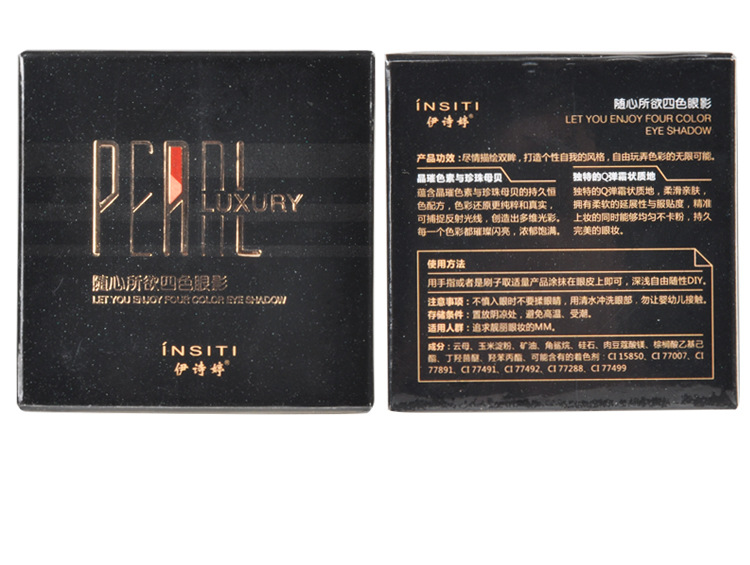 PEARL
LUXURY
随心所欲四色眼影
LET YOU ENJOY FOUR COLOR EYE SHADOW
INSITI
伊诗婷®
INSITI
伊诗婷®
随心所欲四色眼影
LET YOU ENJOY FOUR COLOR
EYE SHADOW
产品功效:尽情描绘双眸,打造个性自我的风格,自由玩弄色彩的无限可能。
晶璀色素与珍珠母贝
蕴含晶璀色素与珍珠母贝的持久恒
色配方,色彩还原更纯粹和真实,
可捕捉反射光线,创造出多维光彩。
每一个色彩都璀璨闪亮,浓郁饱满。
独特的Q弹霜状质地
独特的Q弹霜状质地,柔滑亲肤,
拥有柔软的延展性与服贴度,精准
上妆的同时能够均匀不卡粉,持久
完美的眼妆。
使用方法
用手指或者是刷子取适量产品涂抹在眼皮上即可,深浅自由随性DIY。
注意事项:不慎入眼时不要揉眼睛,用清水冲洗眼部,勿让婴幼儿接触。
存储条件:置放阴凉处,避免高温、受潮。
适用人群:追求靓丽眼妆的MM。
成分:云母、玉米淀粉、矿油、角鲨烷、硅石、肉豆蔻酸镁、棕榈酸乙基己
酯、丁羟茴醚、羟苯丙酯、可能含有的着色剂:CI 15850, CI 77007, CI
77891, CI 77491, CI 77492, CI 77288, CI 77499